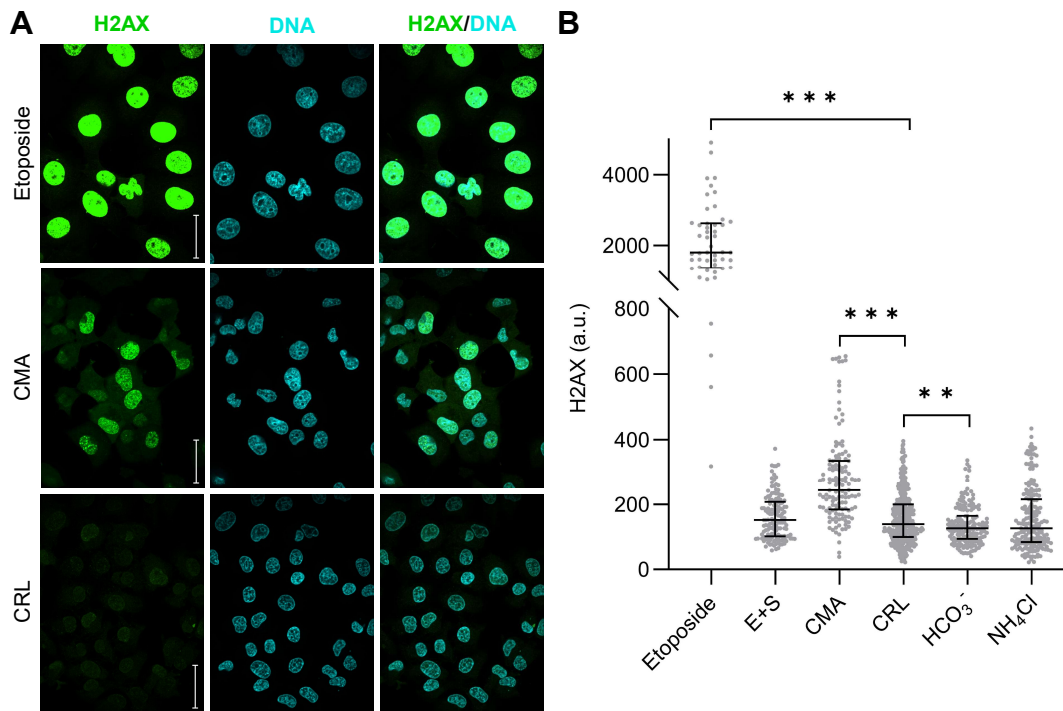 A
H2AX
DNA
H2AX/DNA
Etoposide
CMA
CRL
B
***
4000
2000
800
600
400
200
0
H2AX (a.u.)
***
**
Etoposide
E+S
CMA
CRL
HCO₃⁻
NH₄Cl